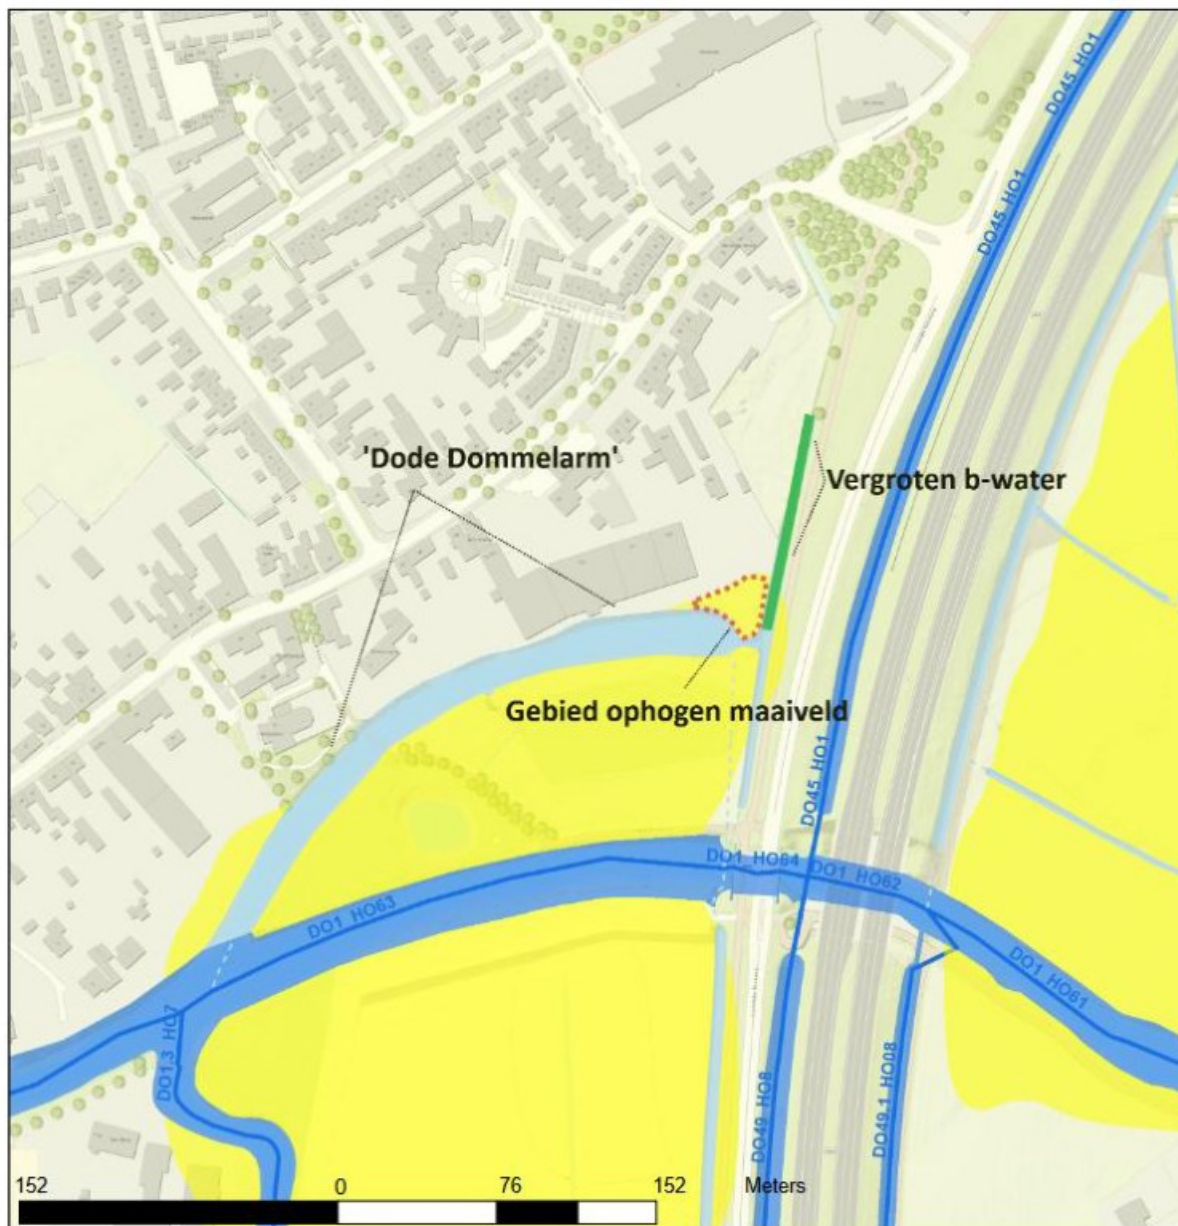 DO45_HO1
DO45_HO1
'Dode Dommelarm'
Vergroten b-water
Gebied ophogen maaiveld
DO45_HO1
DO1_HO64
DO1_HO62
DO1_HO63
DO1_HO61
DO1.3_HO7
DO49_HO8
DO49.1_HO08
152 0 76 152 Meters